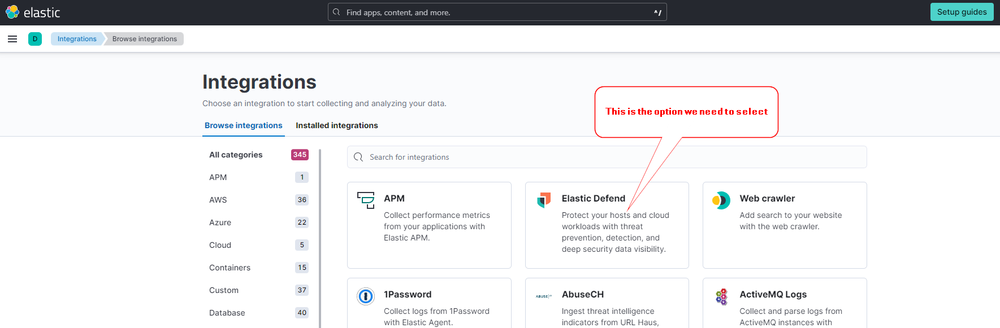 elastic
Find apps, content, and more.
^/
Setup guides
D
Integrations
Browse integrations
Integrations
Choose an integration to start collecting and analyzing your data.
This is the option we need to select
Browse integrations
Installed integrations
All categories 345
APM 1
AWS 36
Azure 22
Cloud 5
Containers 15
Custom 37
Database 40
Search for integrations
APM
Collect performance metrics
from your applications with
Elastic APM.
Elastic Defend
Protect your hosts and cloud
workloads with threat
prevention, detection, and
deep security data visibility.
Web crawler
Add search to your website
with the web crawler.
1Password
Collect logs from 1Password
with Elastic Agent.
ABUSE|ch
AbuseCH
Ingest threat intelligence
indicators from URL Haus,
ActiveMQ Logs
Collect and parse logs from
ActiveMQ instances with